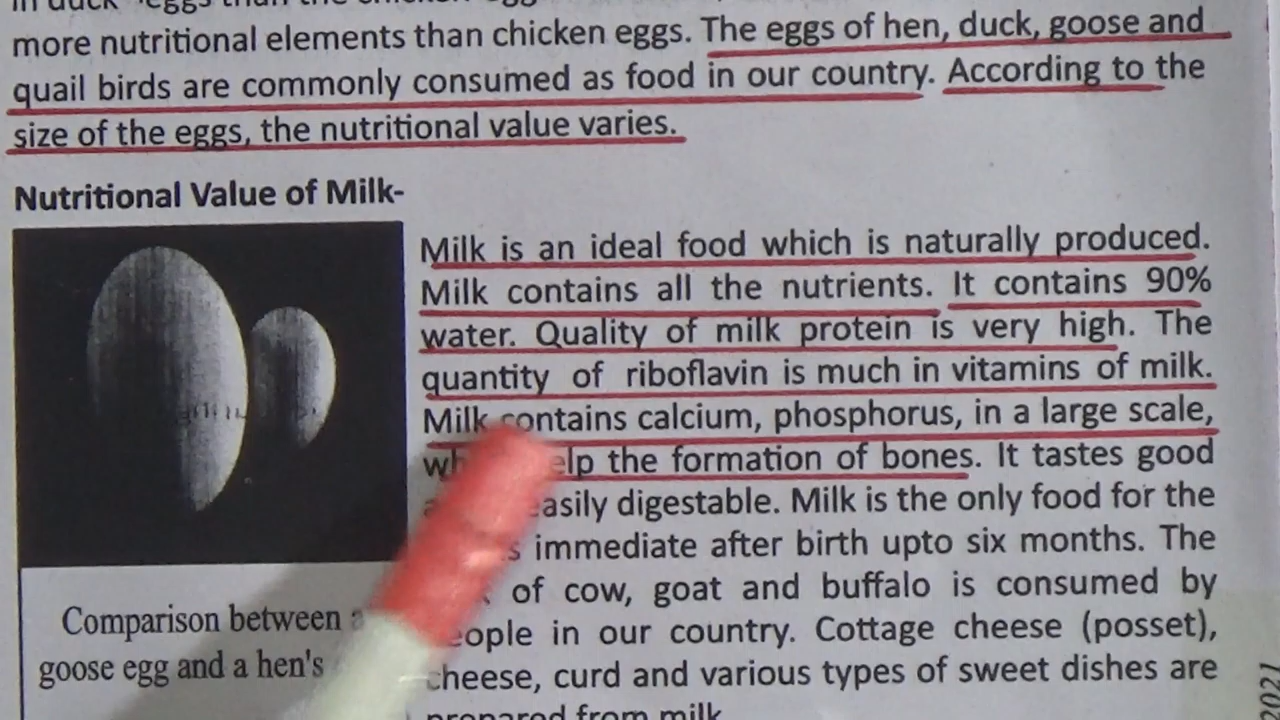 more nutritional elements than chicken eggs. The eggs of hen, duck, goose and
quail birds are commonly consumed as food in our country. According to the
size of the eggs, the nutritional value varies.
Nutritional Value of Milk-
Milk is an ideal food which is naturally produced.
Milk contains all the nutrients. It contains 90%
water. Quality of milk protein is very high. The
quantity of riboflavin is much in vitamins of milk.
Milk contains calcium, phosphorus, in a large scale,
the formation of bones. It tastes good
digestable. Milk is the only food for the
immediate after birth upto six months. The
of cow, goat and buffalo is consumed by
people in our country. Cottage cheese (posset),
cheese, curd and various types of sweet dishes are
prepared from milk
Comparison between
goose egg and a hen's
2021